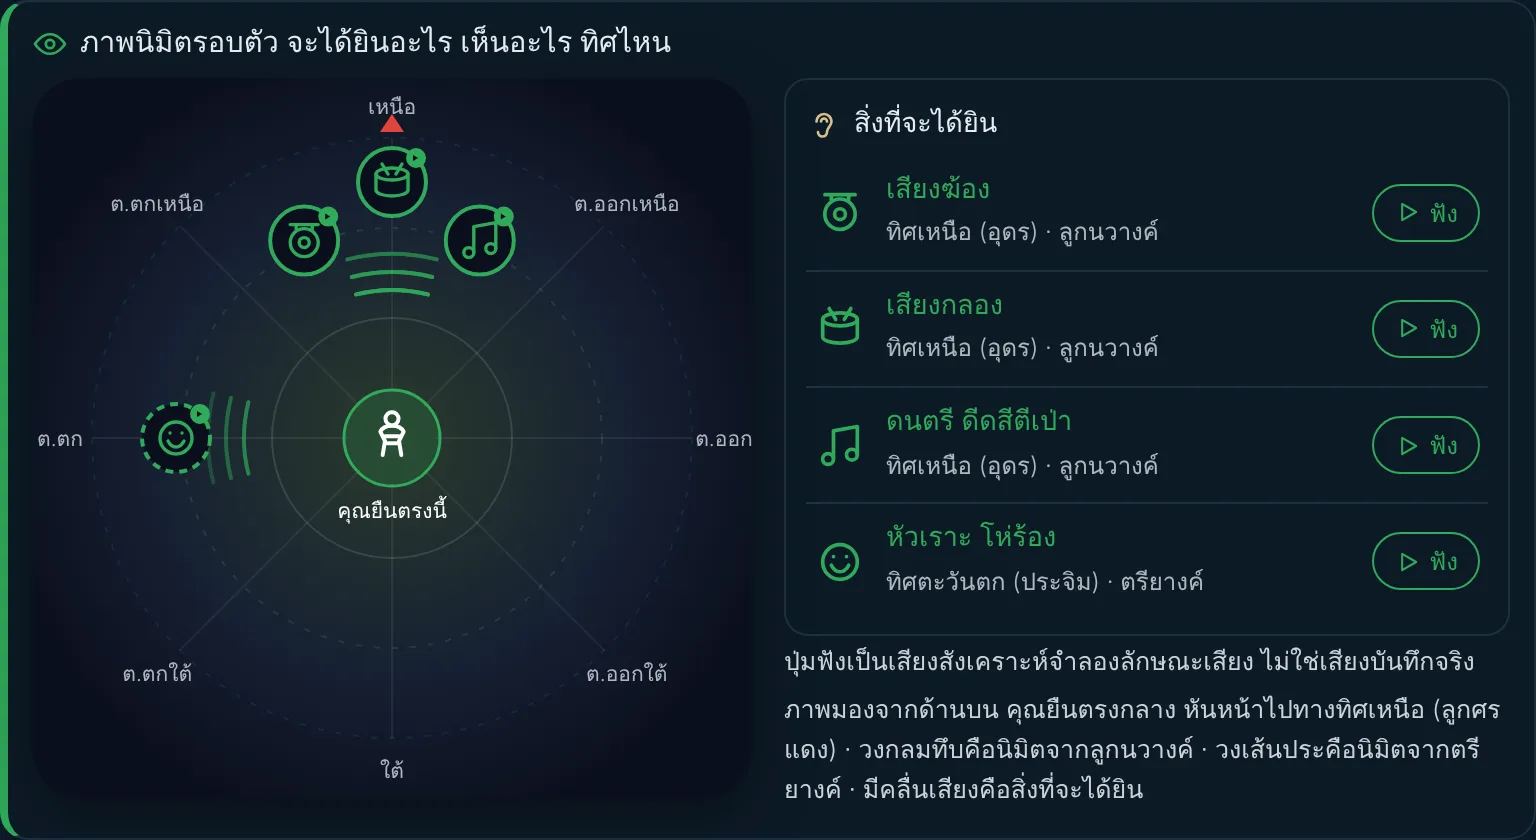 ภาพนิมิตรอบตัว จะได้ยินอะไร เห็นอะไร ทิศไหน
เหนือ
ต.ตกเหนือ
ต.ออกเหนือ
ต.ตก
ต.ออก
คุณยืนตรงนี้
ต.ตกใต้
ต.ออกใต้
ใต้
สิ่งที่จะได้ยิน
เสียงฆ้อง
ทิศเหนือ (อุดร) · ลูกนวางค์
ฟัง
เสียงกลอง
ทิศเหนือ (อุดร) · ลูกนวางค์
ฟัง
ดนตรี ดีดสีตีเป่า
ทิศเหนือ (อุดร) · ลูกนวางค์
ฟัง
หัวเราะ โห่ร้อง
ทิศตะวันตก (ประจิม) · ตรียางค์
ฟัง
ปุ่มฟังเป็นเสียงสังเคราะห์จำลองลักษณะเสียง ไม่ใช่เสียงบันทึกจริง
ภาพมองจากด้านบน คุณยืนตรงกลาง หันหน้าไปทางทิศเหนือ (ลูกศร
แดง) · วงกลมทึบคือนิมิตจากลูกนวางค์ · วงเส้นประคือนิมิตจากตรี
ยางค์ · มีคลื่นเสียงคือสิ่งที่จะได้ยิน